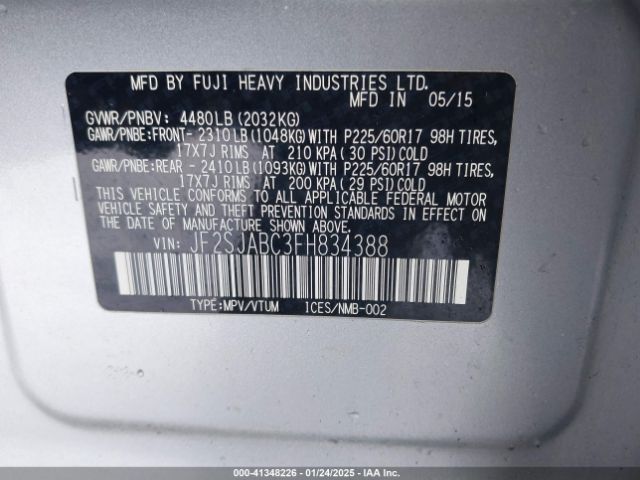 MFD BY FUJI HEAVY INDUSTRIES LTD.
MFD IN 05/15
GVWR/PNBV: 4480LB(2032KG)
GAWR/PNBE:FRONT- 2310LB(1048KG)WITH P225/60R17 98H TIRES,
17X7J RIMS AT 210 KPA(30 PSI)COLD
GAWR/PNBE:REAR - 2410LB(1093KG)WITH P225/60R17 98H TIRES,
17X7J RIMS AT 200 KPA(29 PSI)COLD
THIS VEHICLE CONFORMS TO ALL APPLICABLE FEDERAL MOTOR
VEHICLE SAFETY AND THEFT PREVENTION STANDARDS IN EFFECT
ON THE DATE OF MANUFACTURE SHOWN ABOVE.
VIN: JF2SJABC3FH834388
TYPE:MPV/VTUM ICES/NMB-002
000-41348226 - 01/24/2025 - IAA Inc.